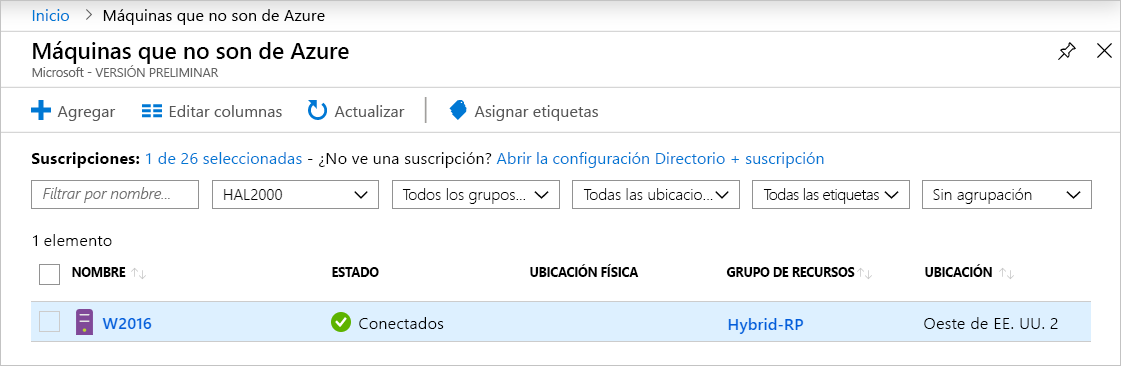 Inicio > Máquinas que no son de Azure
Máquinas que no son de Azure
Microsoft - VERSIÓN PRELIMINAR
Agregar Editar columnas Actualizar Asignar etiquetas
Suscripciones: 1 de 26 seleccionadas - ¿No ve una suscripción? Abrir la configuración Directorio + suscripción
Filtrar por nombre... HAL2000 Todos los grupos... Todas las ubicacio... Todas las etiquetas Sin agrupación
1 elemento
NOMBRE ESTADO UBICACIÓN FÍSICA GRUPO DE RECURSOS UBICACIÓN
W2016 Conectados Hybrid-RP Oeste de EE. UU. 2